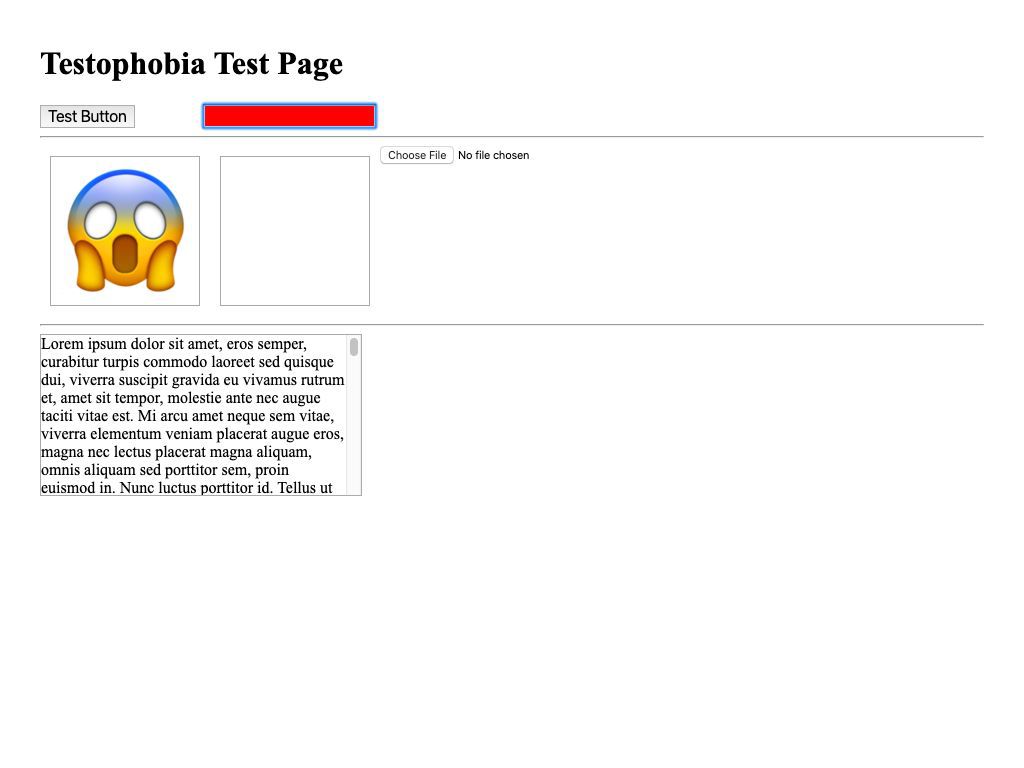 Testophobia Test Page
Test Button
Choose File No file chosen
Lorem ipsum dolor sit amet, eros semper,
curabitur turpis commodo laoreet sed quisque
dui, viverra suscipit gravida eu vivamus rutrum
et, amet sit tempor, molestie ante nec augue
taciti vitae est. Mi arcu amet neque sem vitae,
viverra elementum veniam placerat augue eros,
magna nec lectus placerat magna aliquam,
omnis aliquam sed porttitor sem, proin
euismod in. Nunc luctus porttitor id. Tellus ut